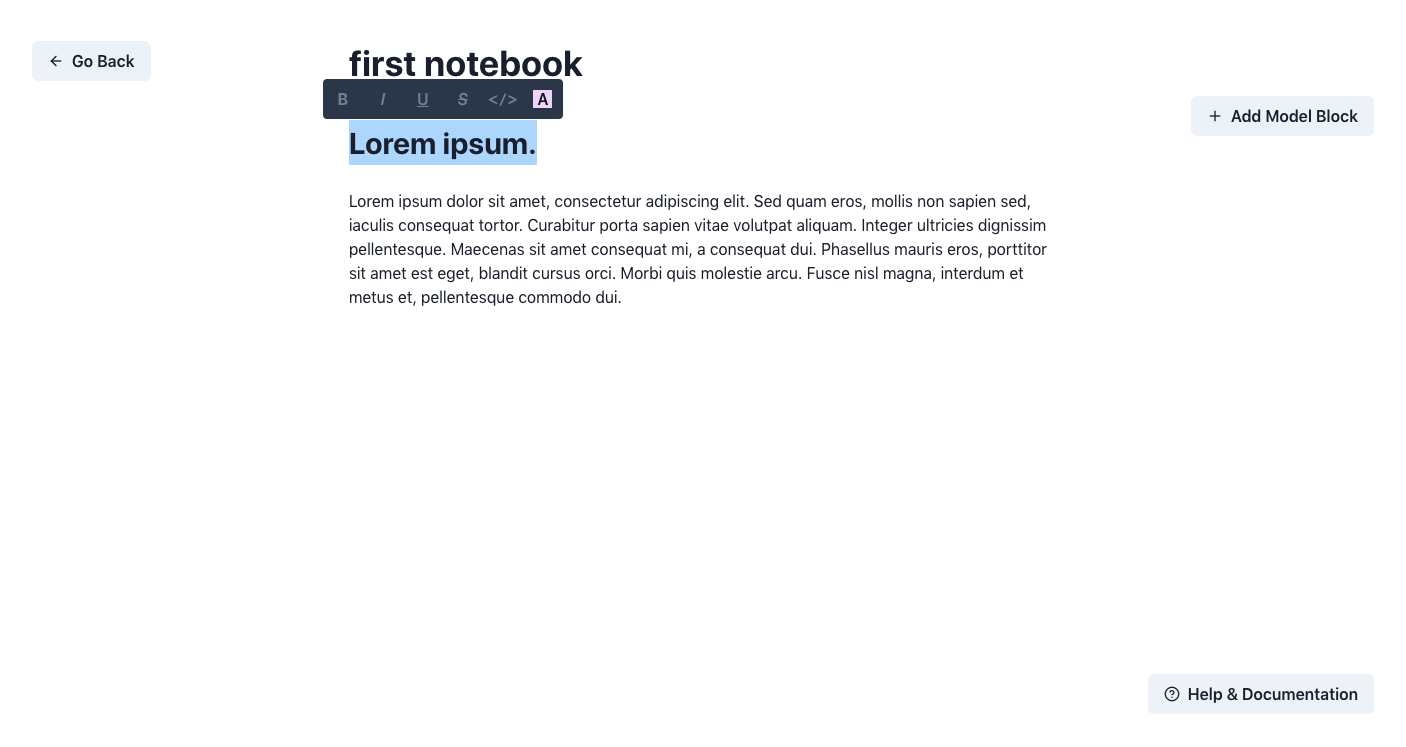 Go Back
first notebook
B I U S </> A
Add Model Block
Lorem ipsum.
Lorem ipsum dolor sit amet, consectetur adipiscing elit. Sed quam eros, mollis non sapien sed,
iaculis consequat tortor. Curabitur porta sapien vitae volutpat aliquam. Integer ultricies dignissim
pellentesque. Maecenas sit amet consequat mi, a consequat dui. Phasellus mauris eros, porttitor
sit amet est eget, blandit cursus orci. Morbi quis molestie arcu. Fusce nisl magna, interdum et
metus et, pellentesque commodo dui.
Help & Documentation